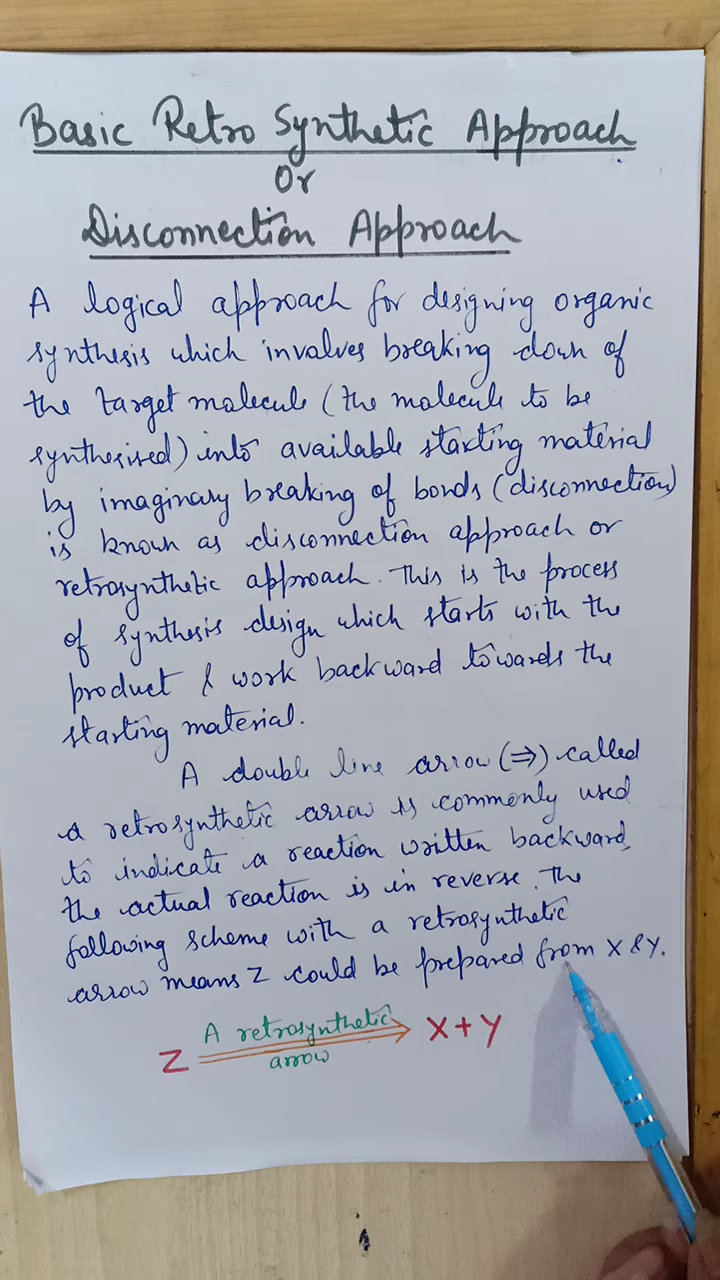 Basic Retro Synthetic Approach
Or
Disconnection Approach
A logical approach for designing organic
synthesis which involves breaking down of
the target molecule (the molecule to be
synthesised) into available starting material
by imaginary breaking of bonds (disconnection)
is known as disconnection approach or
retrosynthetic approach. This is the process
of synthesis design which starts with the
product & work backward towards the
starting material.
A double line arrow (⇒) called
a retrosynthetic arrow is commonly used
to indicate a reaction written backward,
the actual reaction is in reverse. The
following scheme with a retrosynthetic
arrow means Z could be prepared from X & Y.
A retrosynthetic
Z ⇒ X + Y
arrow